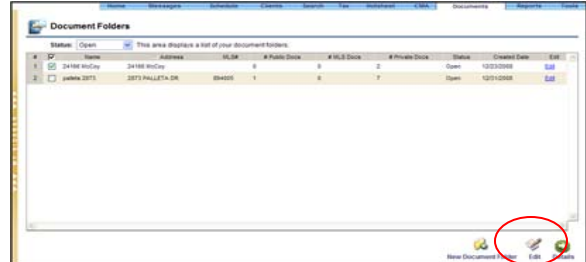 Home Messages Schedule Clients Search Tax Hotsheet CMA Documents Reports Tools
Document Folders
Status: Open This area displays a list of your document folders.
# Name Address MLS# # Public Docs # MLS Docs # Private Docs Status Created Date Edit
1 24166 McCoy 24166 McCoy 0 0 2 Open 12/23/2008 Edit
2 palleta 2873 2873 PALLETA DR 1 0 7 Open 12/31/2008 Edit
New Document Folder Edit Details